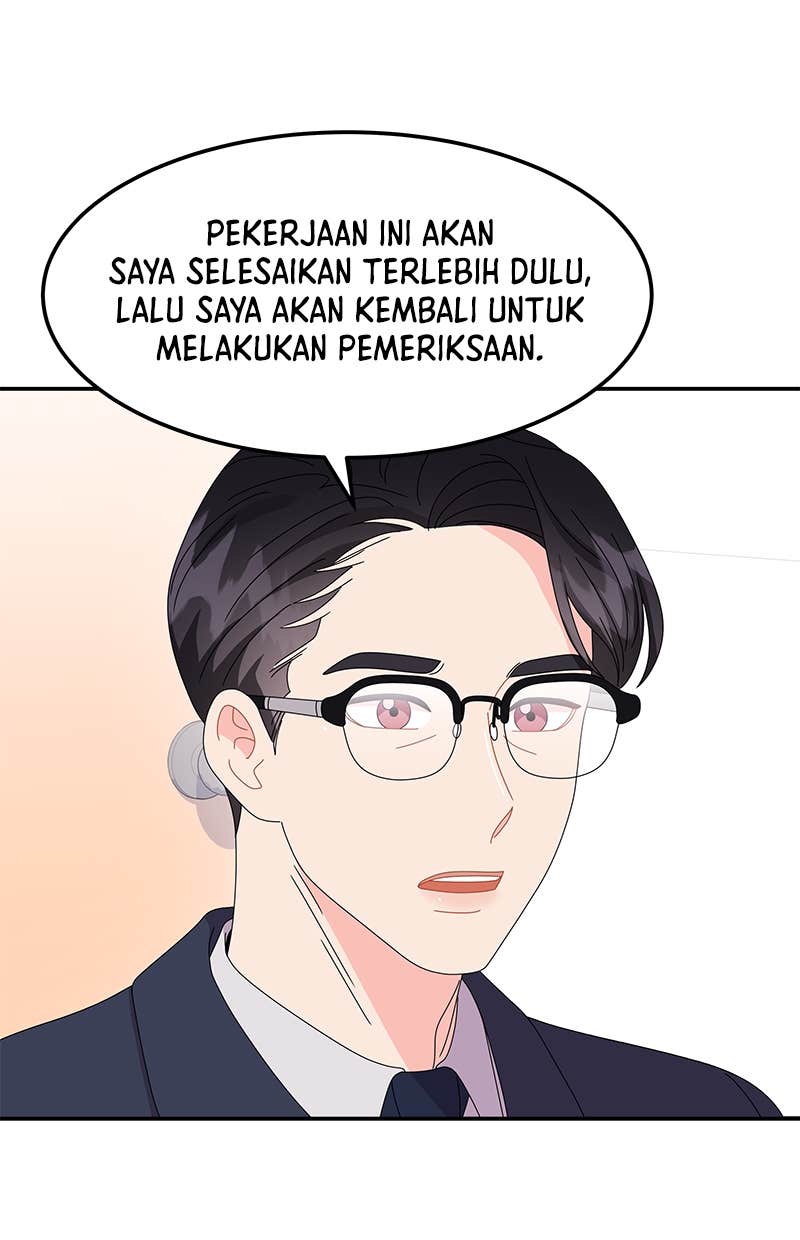 PEKERJAAN INI AKAN
SAYA SELESAIKAN TERLEBIH DULU,
LALU SAYA AKAN KEMBALI UNTUK
MELAKUKAN PEMERIKSAAN.